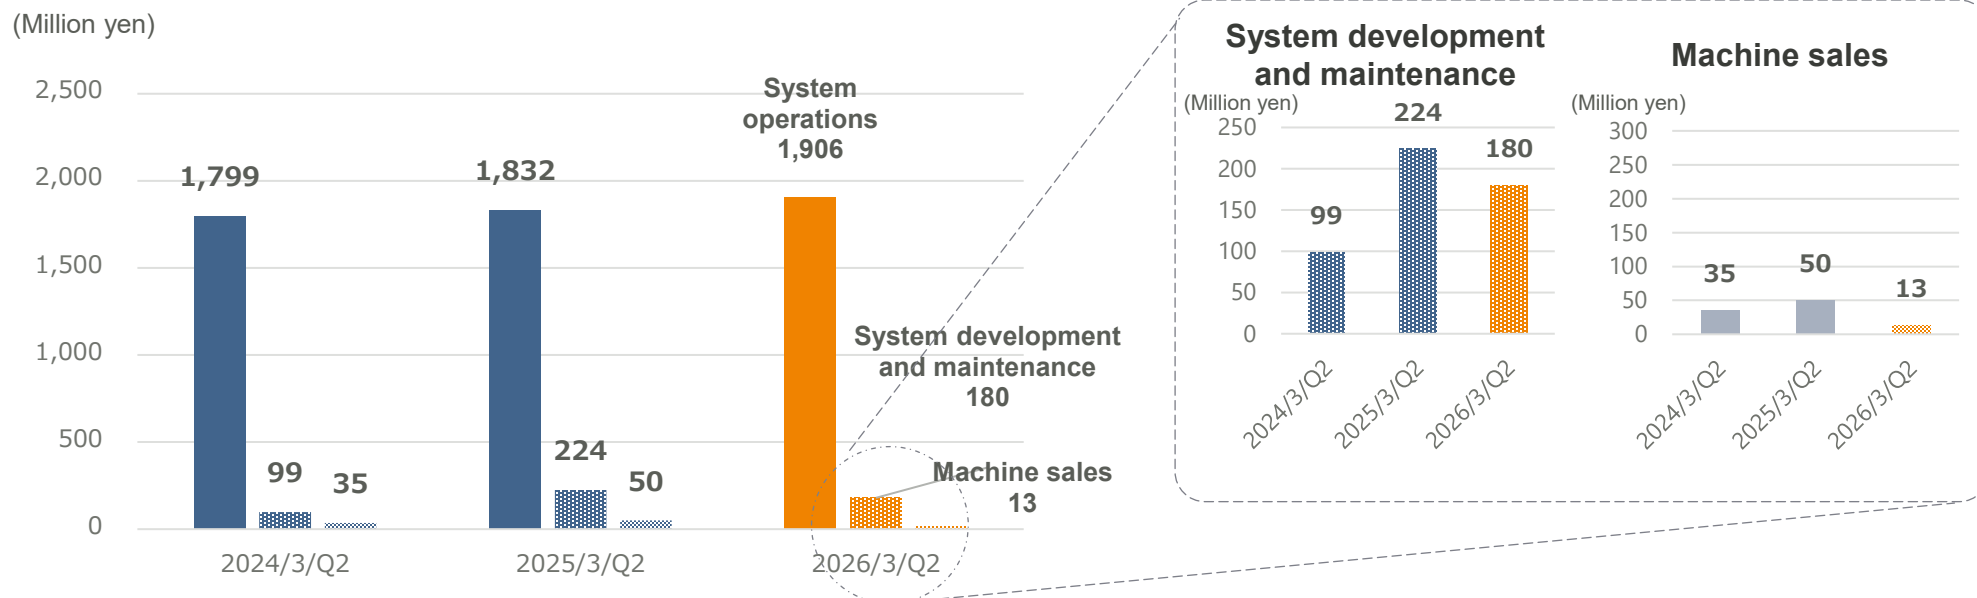 (Million yen)
2,500
2,000
1,500
1,000
500
0
1,799
99
35
1,832
224
50
System
operations
1,906
System development
and maintenance
180
Machine sales
13
2024/3/Q2
2025/3/Q2
2026/3/Q2
System development
and maintenance
(Million yen)
250
200
150
100
50
0
99
224
180
2024/3/Q2
2025/3/Q2
2026/3/Q2
Machine sales
(Million yen)
300
250
200
150
100
50
0
35
50
13
2024/3/Q2
2025/3/Q2
2026/3/Q2